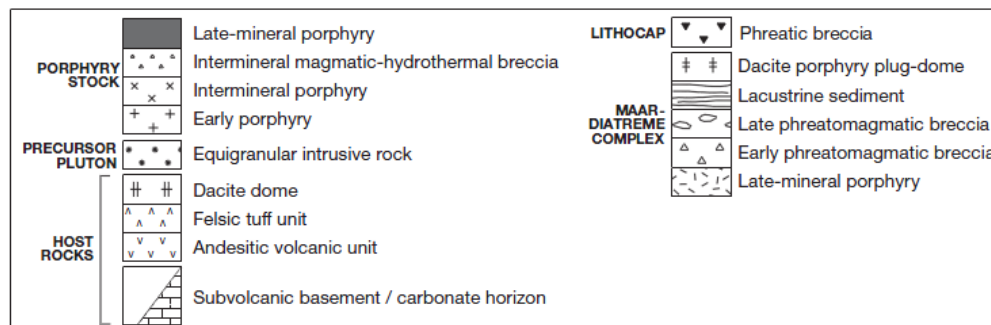 PORPHYRY
STOCK
Late-mineral porphyry
Intermineral magmatic-hydrothermal breccia
Intermineral porphyry
Early porphyry
PRECURSOR
PLUTON
Equigranular intrusive rock
HOST
ROCKS
Dacite dome
Felsic tuff unit
Andesitic volcanic unit
Subvolcanic basement / carbonate horizon
LITHOCAP
Phreatic breccia
MAAR-
DIATREME
COMPLEX
Dacite porphyry plug-dome
Lacustrine sediment
Late phreatomagmatic breccia
Early phreatomagmatic breccia
Late-mineral porphyry